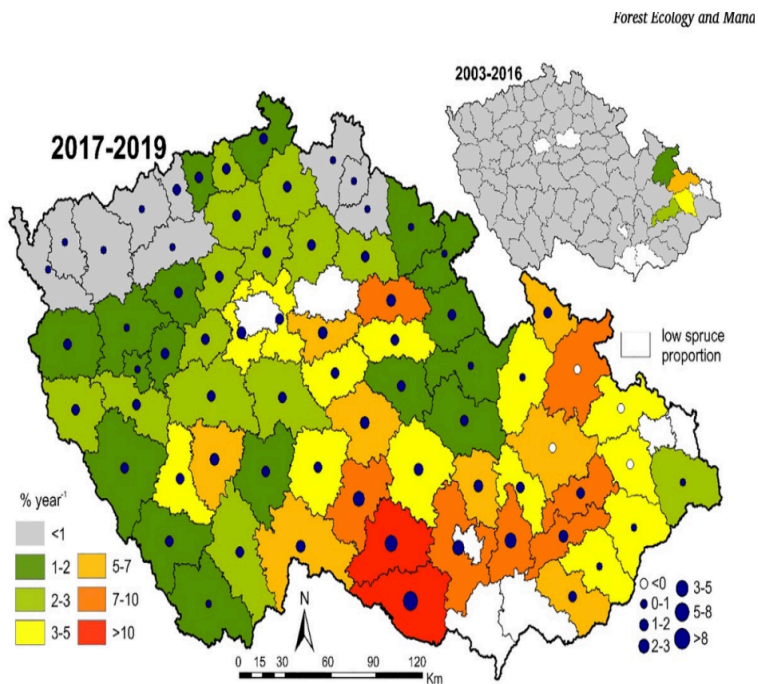 Forest Ecology and Mana
2003-2016
2017-2019
low spruce
proportion
% year-1
<1
1-2
2-3
3-5
5-7
7-10
>10
N
0 15 30 60 90 120
Km
<0
0-1
1-2
2-3
3-5
5-8
>8